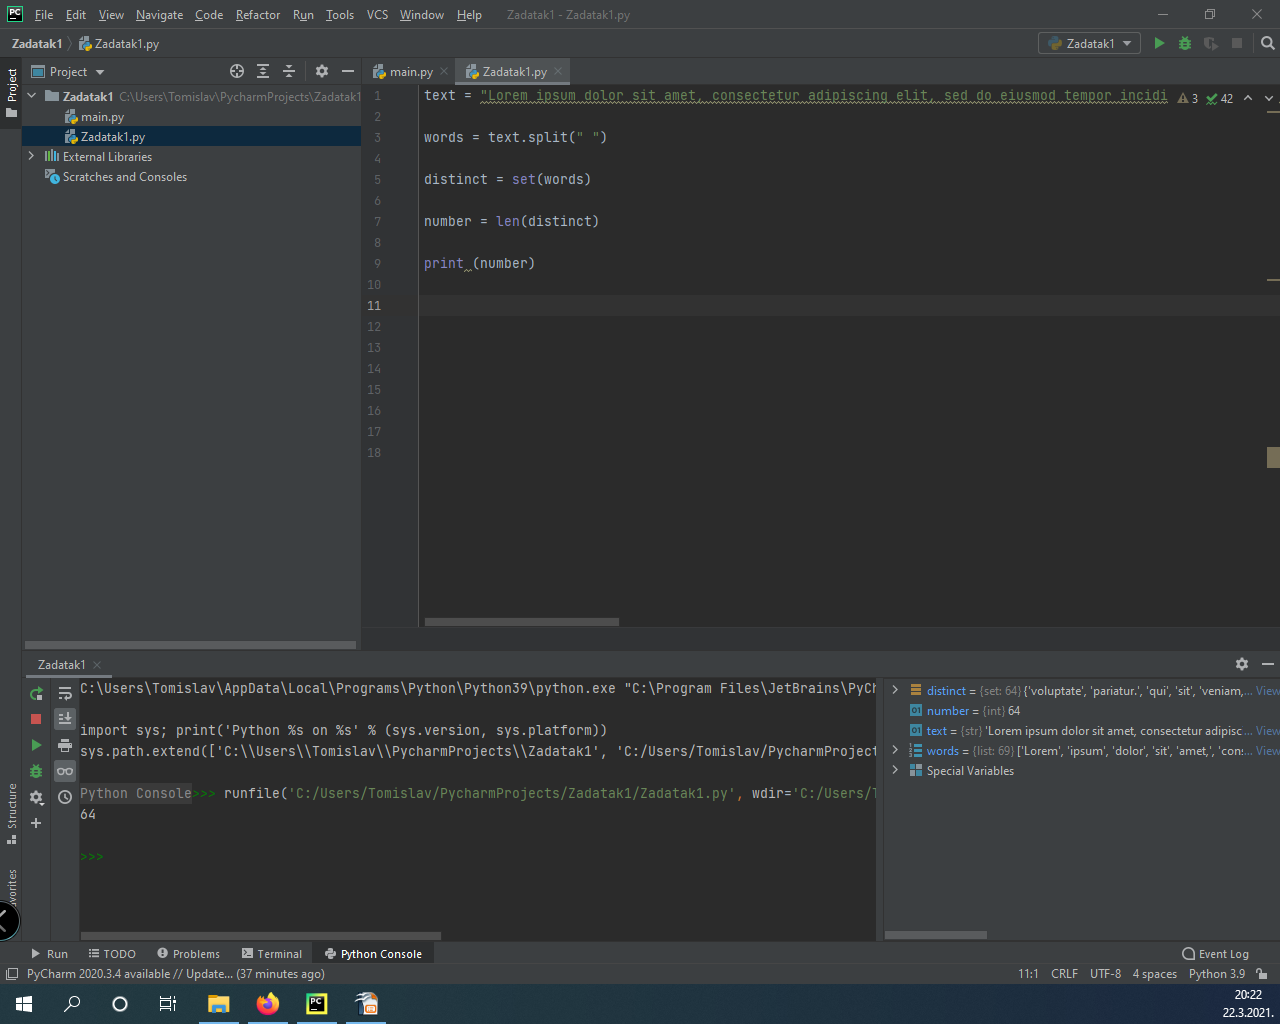 PC File Edit View Navigate Code Refactor Run Tools VCS Window Help Zadatak1 - Zadatak1.py
Zadatak1 Zadatak1.py Zadatak1
Project
Project main.py Zadatak1.py
Zadatak1 C:\Users\Tomislav\PycharmProjects\Zadatak1
main.py
Zadatak1.py
External Libraries
Scratches and Consoles
1 text = "Lorem ipsum dolor sit amet, consectetur adipiscing elit, sed do eiusmod tempor incidi 3 42
2
3 words = text.split(" ")
4
5 distinct = set(words)
6
7 number = len(distinct)
8
9 print (number)
10
11
12
13
14
15
16
17
18
Zadatak1
C:\Users\Tomislav\AppData\Local\Programs\Python\Python39\python.exe "C:\Program Files\JetBrains\PyCh
import sys; print('Python %s on %s' % (sys.version, sys.platform))
sys.path.extend(['C:\\Users\\Tomislav\\PycharmProjects\\Zadatak1', 'C:/Users/Tomislav/PycharmProject
Python Console>>> runfile('C:/Users/Tomislav/PycharmProjects/Zadatak1/Zadatak1.py', wdir='C:/Users/T
64
>>>
distinct = {set: 64} {'voluptate', 'pariatur.', 'qui', 'sit', 'veniam,... View
01 number = {int} 64
01 text = {str} 'Lorem ipsum dolor sit amet, consectetur adipisc... View
words = {list: 69} ['Lorem', 'ipsum', 'dolor', 'sit', 'amet,', 'cons... View
Special Variables
Structure
avorites
Run TODO Problems Terminal Python Console Event Log
PyCharm 2020.3.4 available // Update... (37 minutes ago) 11:1 CRLF UTF-8 4 spaces Python 3.9
PC
20:22
22.3.2021.